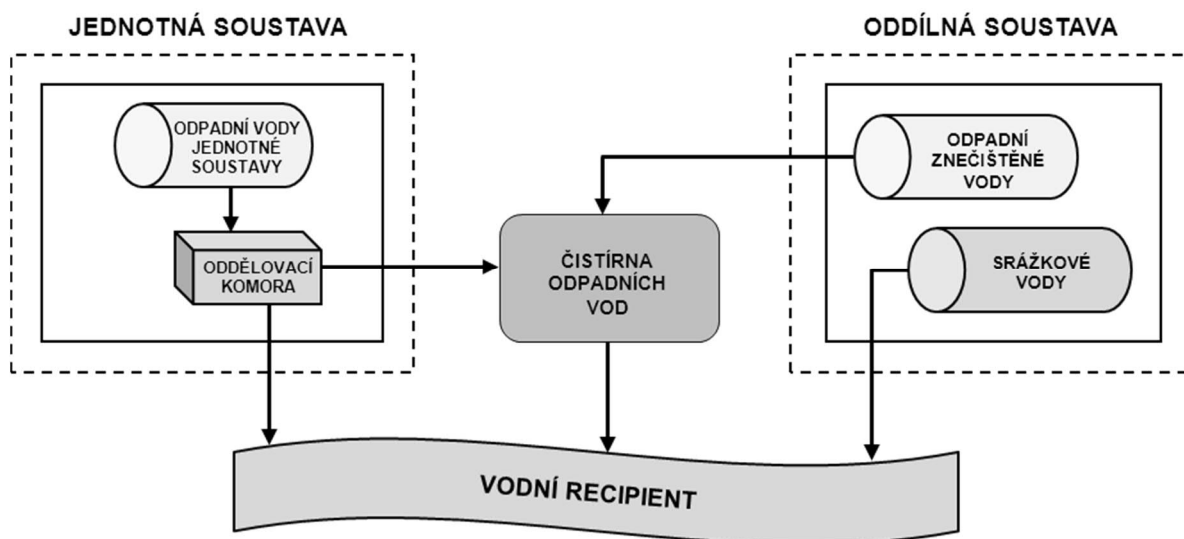 JEDNOTNÁ SOUSTAVA
ODDÍLNÁ SOUSTAVA
ODPADNÍ VODY
JEDNOTNÉ
SOUSTAVY
ODDĚLOVACÍ
KOMORA
ČISTÍRNA
ODPADNÍCH
VOD
ODPADNÍ
ZNEČIŠTĚNÉ
VODY
SRÁŽKOVÉ
VODY
VODNÍ RECIPIENT